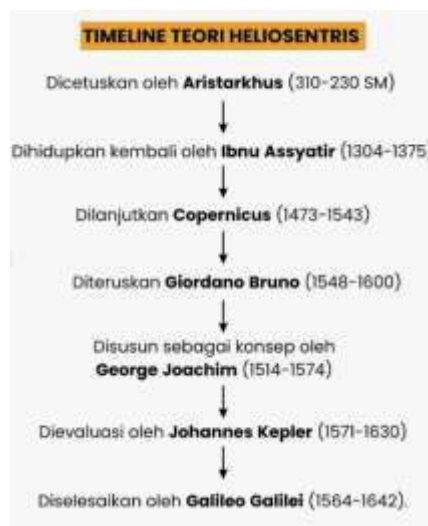 TIMELINE TEORI HELIOSENTRIS
Dicetuskan oleh Aristarkhus (310-230 SM)
Dihidupkan kembali oleh Ibnu Assyatir (1304-1375)
Dilanjutkan Copernicus (1473-1543)
Diteruskan Giordano Bruno (1548-1600)
Disusun sebagai konsep oleh
George Joachim (1514-1574)
Dievaluasi oleh Johannes Kepler (1571-1630)
Diselesaikan oleh Galileo Galilei (1564-1642).